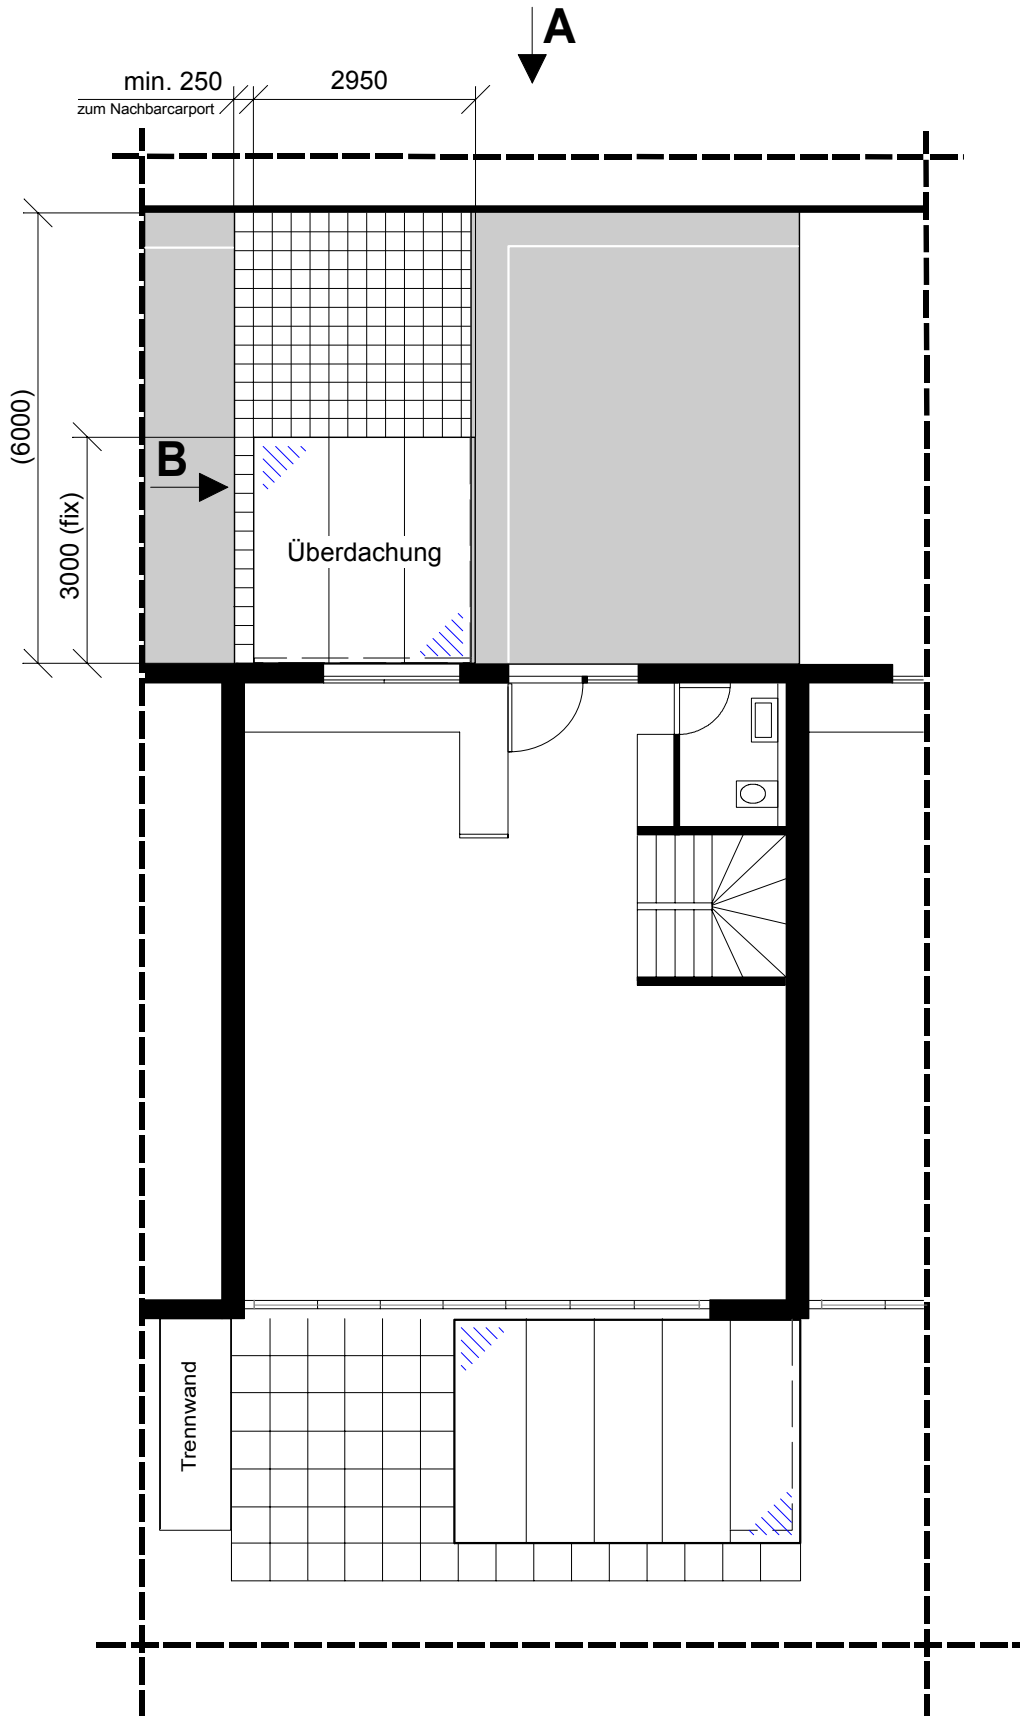 A
min. 250
2950
zum Nachbarcarport
(6000)
3000 (fix)
B
Überdachung
Trennwand